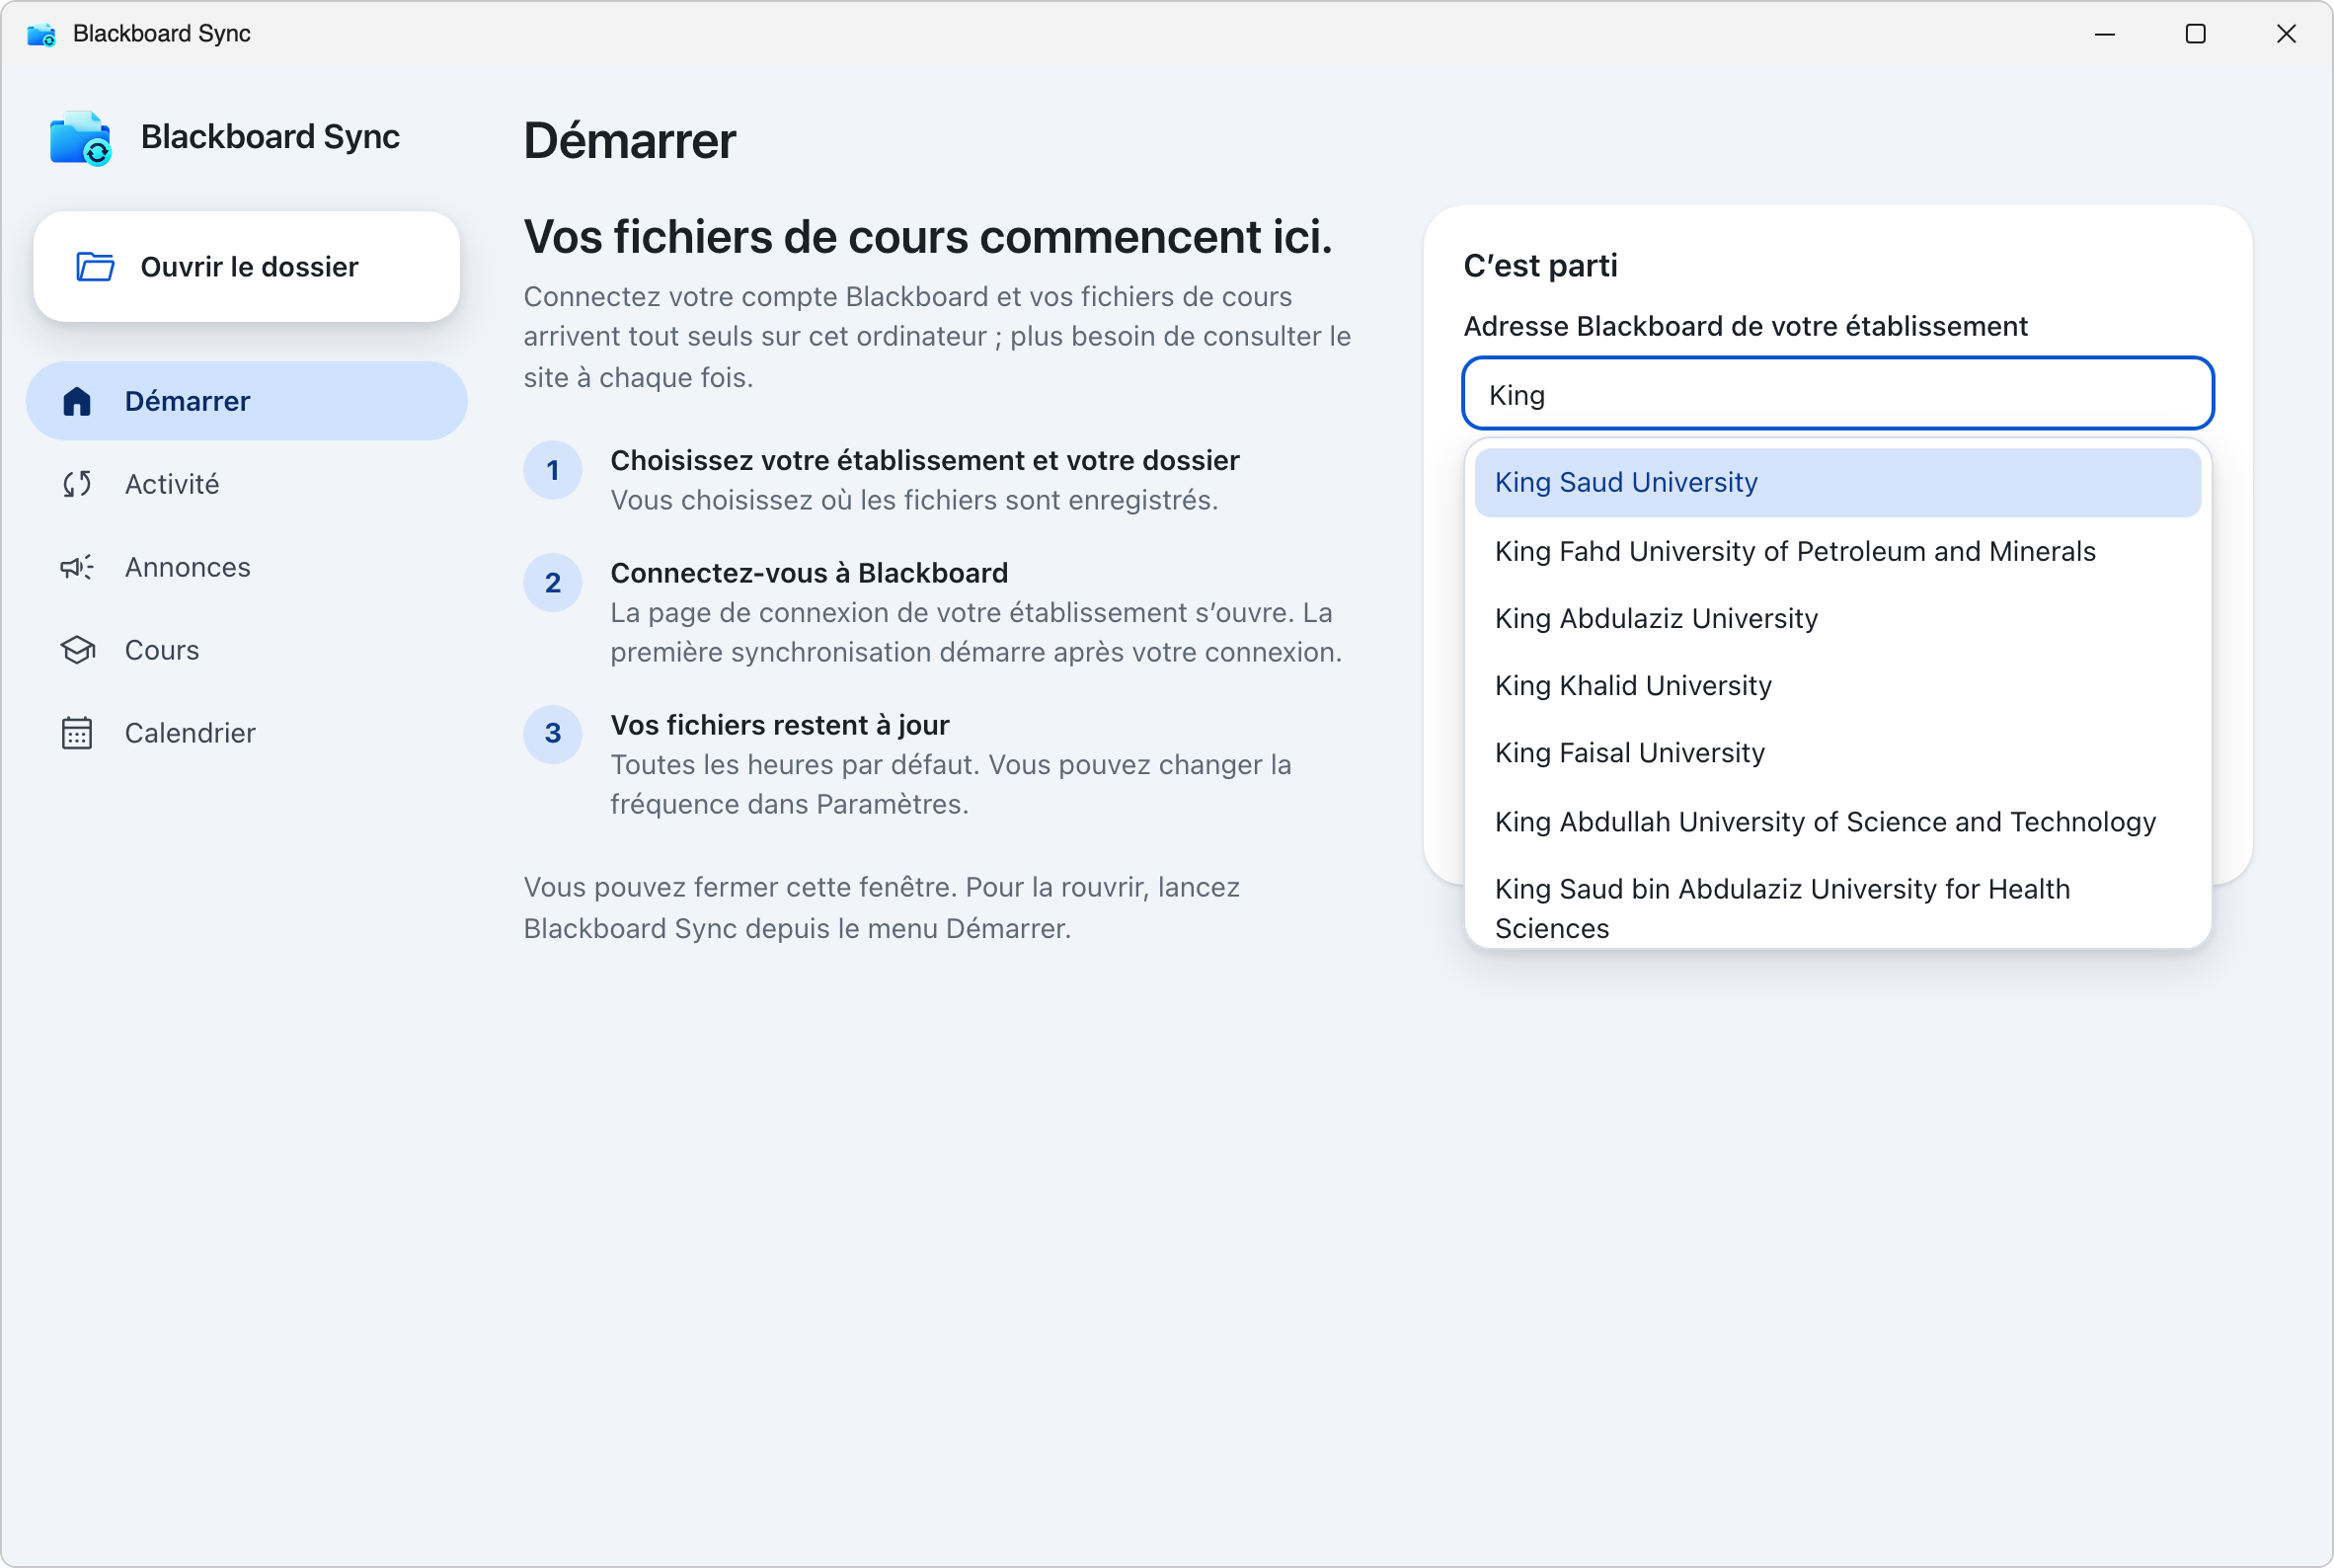 Blackboard Sync
Blackboard Sync
Ouvrir le dossier
Démarrer
Activité
Annonces
Cours
Calendrier
Démarrer
Vos fichiers de cours commencent ici.
Connectez votre compte Blackboard et vos fichiers de cours
arrivent tout seuls sur cet ordinateur ; plus besoin de consulter le
site à chaque fois.
1
Choisissez votre établissement et votre dossier
Vous choisissez où les fichiers sont enregistrés.
2
Connectez-vous à Blackboard
La page de connexion de votre établissement s’ouvre. La
première synchronisation démarre après votre connexion.
3
Vos fichiers restent à jour
Toutes les heures par défaut. Vous pouvez changer la
fréquence dans Paramètres.
Vous pouvez fermer cette fenêtre. Pour la rouvrir, lancez
Blackboard Sync depuis le menu Démarrer.
C’est parti
Adresse Blackboard de votre établissement
King
King Saud University
King Fahd University of Petroleum and Minerals
King Abdulaziz University
King Khalid University
King Faisal University
King Abdullah University of Science and Technology
King Saud bin Abdulaziz University for Health
Sciences